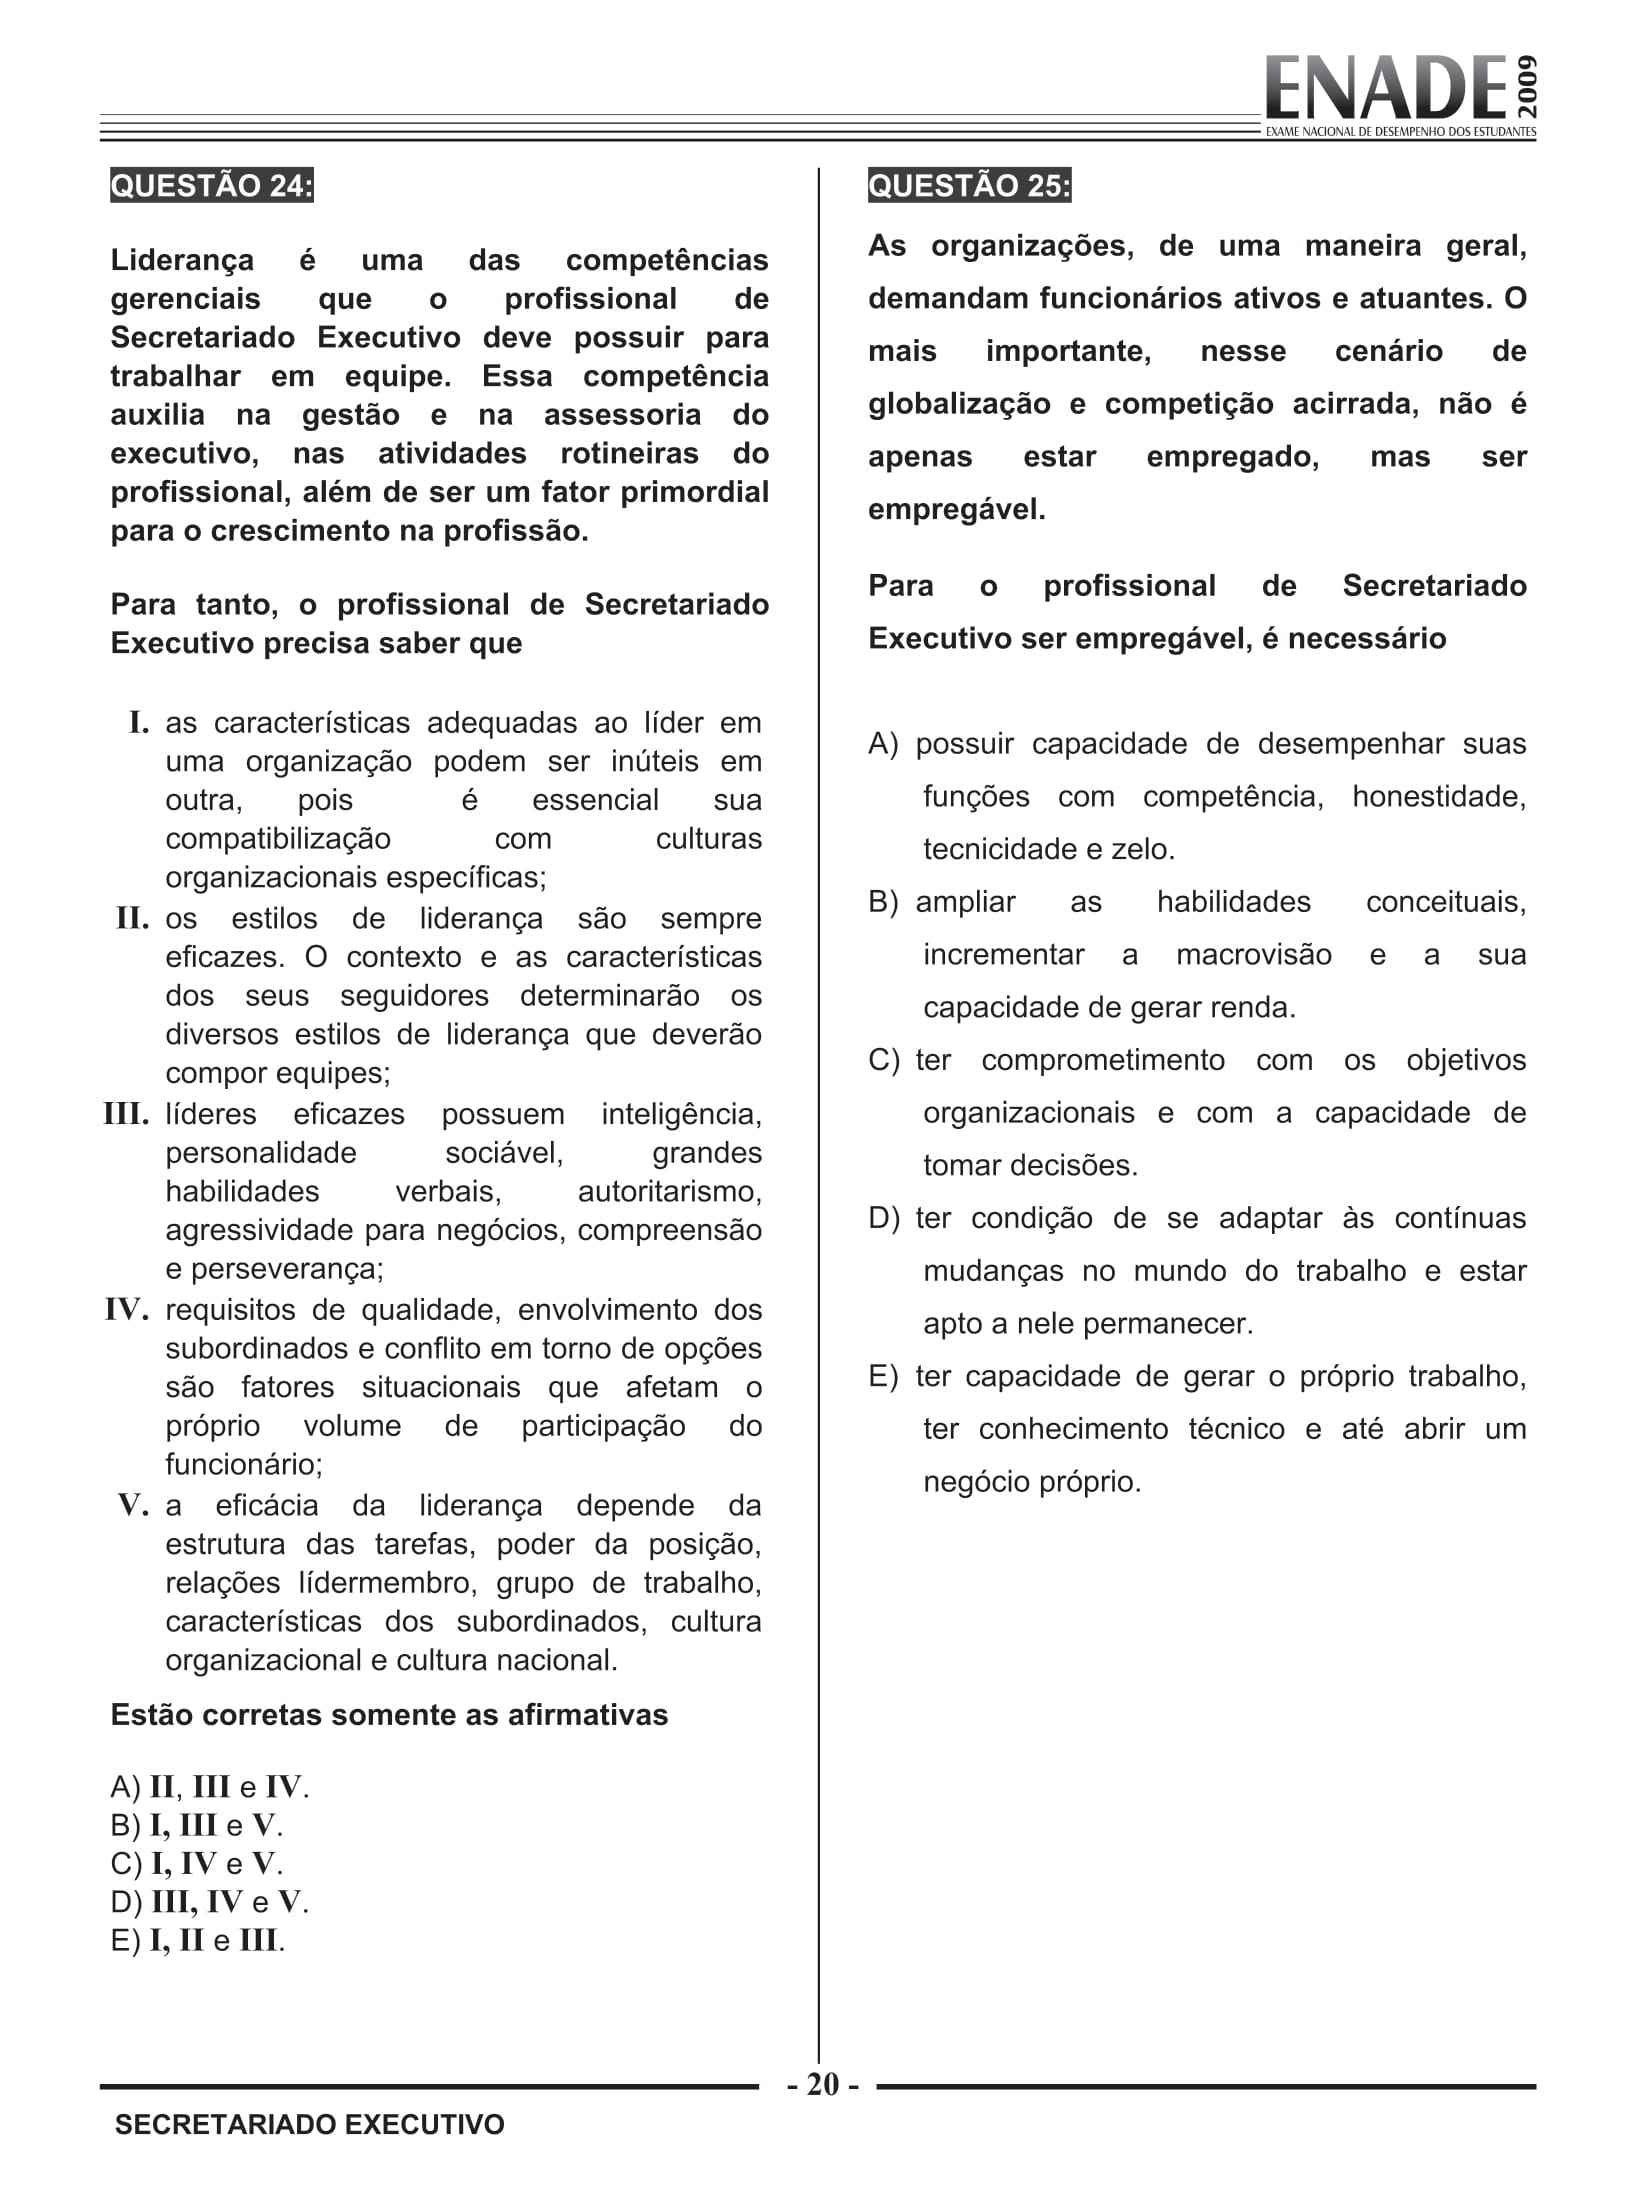 ENADE 2009
EXAME NACIONAL DE DESEMPENHO DOS ESTUDANTES
QUESTÃO 24:
Liderança é uma das competências
gerenciais que o profissional de
Secretariado Executivo deve possuir para
trabalhar em equipe. Essa competência
auxilia na gestão e na assessoria do
executivo, nas atividades rotineiras do
profissional, além de ser um fator primordial
para o crescimento na profissão.
Para tanto, o profissional de Secretariado
Executivo precisa saber que
I. as características adequadas ao líder em
uma organização podem ser inúteis em
outra, pois é essencial sua
compatibilização com culturas
organizacionais específicas;
II. os estilos de liderança são sempre
eficazes. O contexto e as características
dos seus seguidores determinarão os
diversos estilos de liderança que deverão
compor equipes;
III. líderes eficazes possuem inteligência,
personalidade sociável, grandes
habilidades verbais, autoritarismo,
agressividade para negócios, compreensão
e perseverança;
IV. requisitos de qualidade, envolvimento dos
subordinados e conflito em torno de opções
são fatores situacionais que afetam o
próprio volume de participação do
funcionário;
V. a eficácia da liderança depende da
estrutura das tarefas, poder da posição,
relações lídermembro, grupo de trabalho,
características dos subordinados, cultura
organizacional e cultura nacional.
Estão corretas somente as afirmativas
A) II, III e IV.
B) I, III e V.
C) I, IV e V.
D) III, IV e V.
E) I, II e III.
QUESTÃO 25:
As organizações, de uma maneira geral,
demandam funcionários ativos e atuantes. O
mais importante, nesse cenário de
globalização e competição acirrada, não é
apenas estar empregado, mas ser
empregável.
Para o profissional de Secretariado
Executivo ser empregável, é necessário
A) possuir capacidade de desempenhar suas
funções com competência, honestidade,
tecnicidade e zelo.
B) ampliar as habilidades conceituais,
incrementar a macrovisão e a sua
capacidade de gerar renda.
C) ter comprometimento com os objetivos
organizacionais e com a capacidade de
tomar decisões.
D) ter condição de se adaptar às contínuas
mudanças no mundo do trabalho e estar
apto a nele permanecer.
E) ter capacidade de gerar o próprio trabalho,
ter conhecimento técnico e até abrir um
negócio próprio.
- 20 -
SECRETARIADO EXECUTIVO